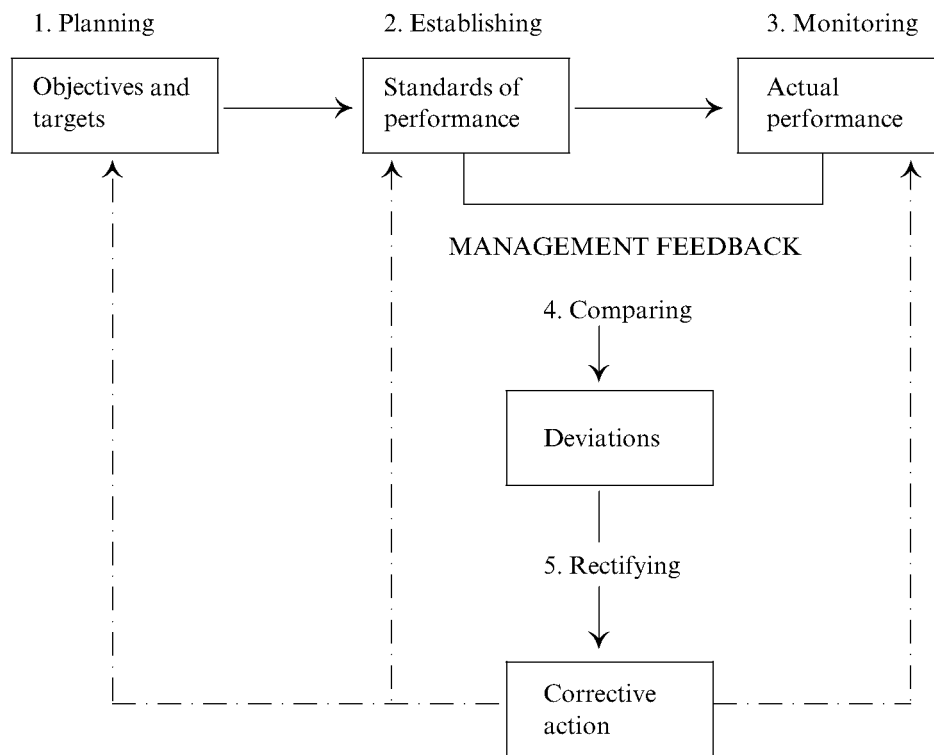 1. Planning
2. Establishing
3. Monitoring
Objectives and
targets
Standards of
performance
Actual
performance
MANAGEMENT FEEDBACK
4. Comparing
Deviations
5. Rectifying
Corrective
action